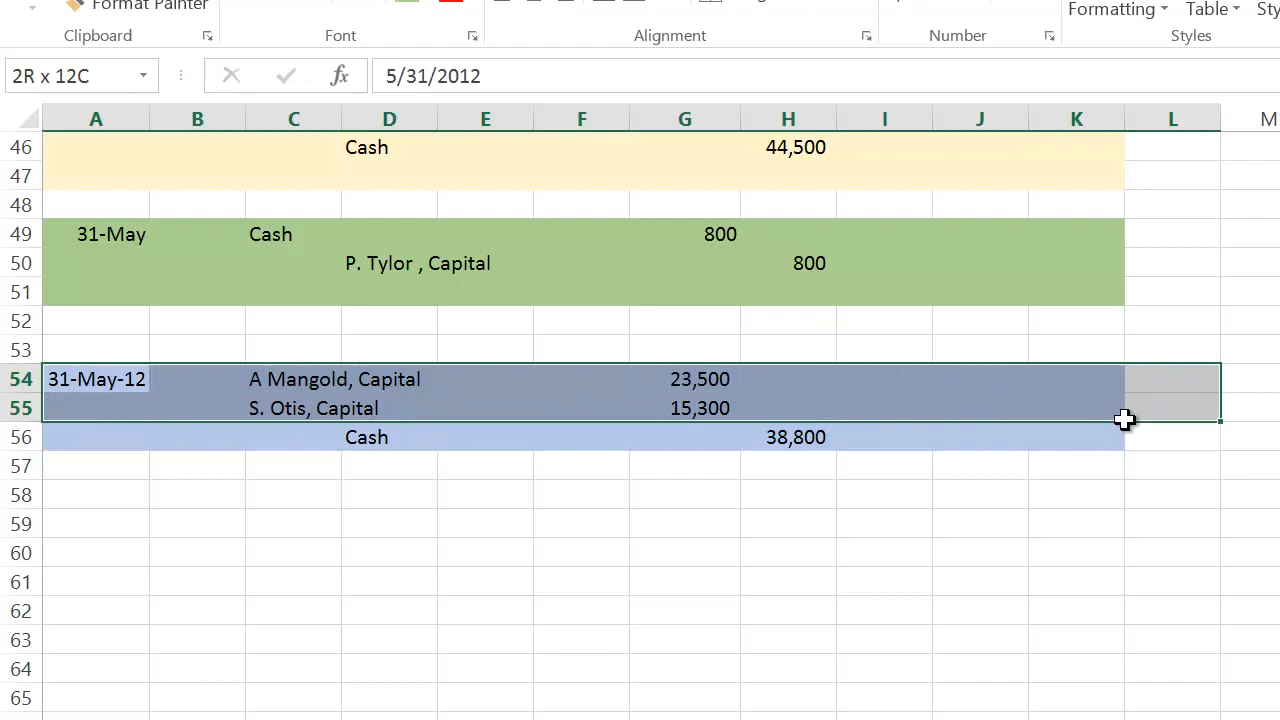 Format Painter
Formatting Table Sty
Clipboard Font Alignment Number Styles
2R x 12C fx 5/31/2012
A B C D E F G H I J K L M
46 Cash 44,500
47
48
49 31-May Cash 800
50 P. Tylor , Capital 800
51
52
53
54 31-May-12 A Mangold, Capital 23,500
55 S. Otis, Capital 15,300
56 Cash 38,800
57
58
59
60
61
62
63
64
65